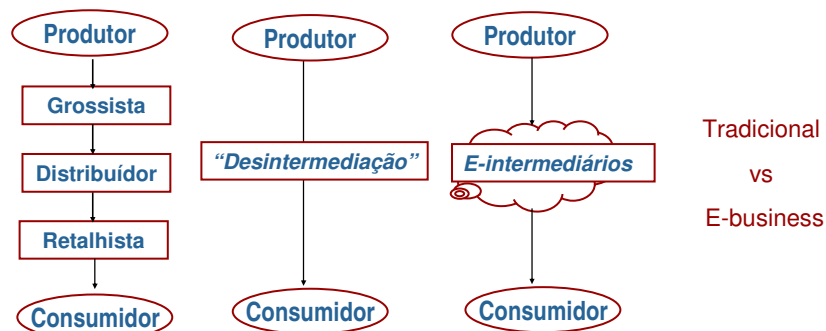 Produtor
Grossista
Distribuídor
Retalhista
Consumidor
Produtor
“Desintermediação”
Consumidor
Produtor
E-intermediários
Consumidor
Tradicional
vs
E-business